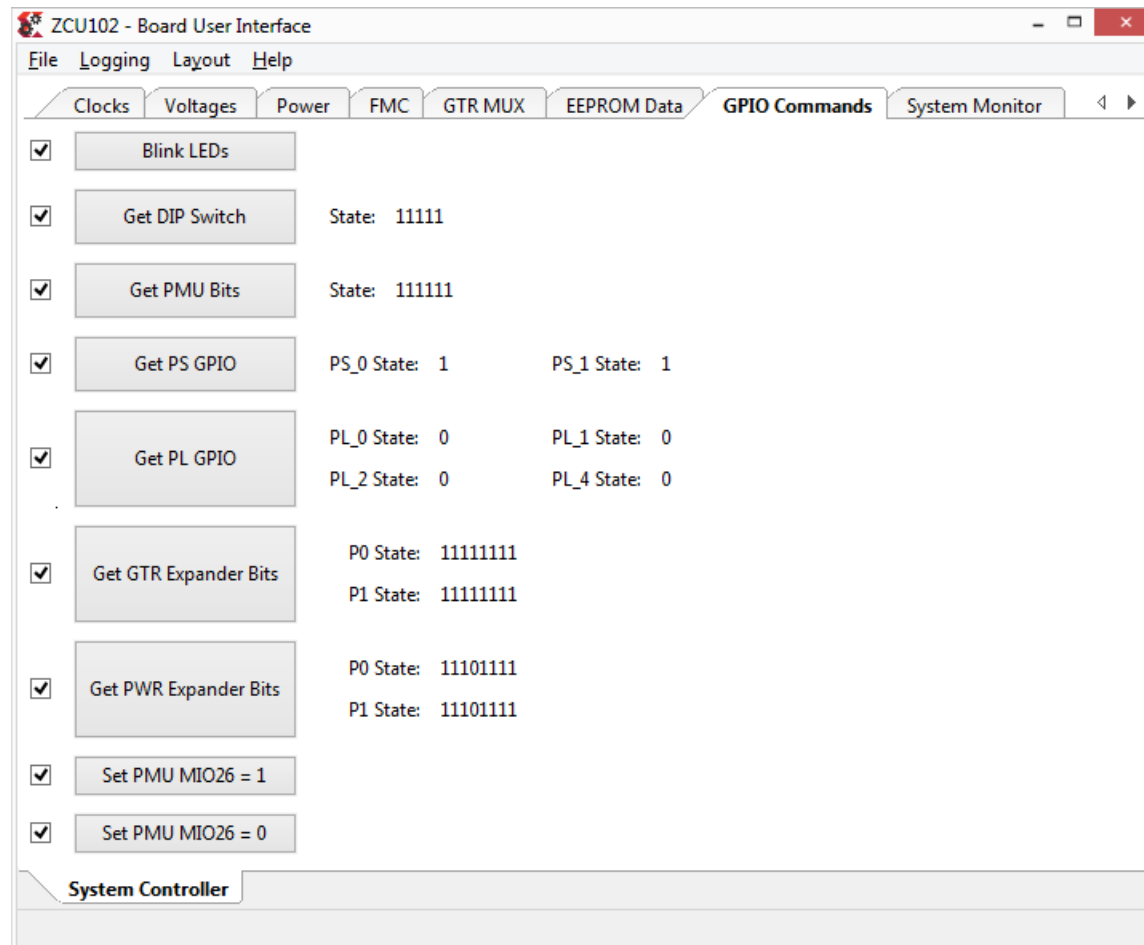 ZCU102 - Board User Interface
File Logging Layout Help
Clocks Voltages Power FMC GTR MUX EEPROM Data GPIO Commands System Monitor
Blink LEDs
Get DIP Switch State: 11111
Get PMU Bits State: 111111
Get PS GPIO PS_0 State: 1 PS_1 State: 1
PL_0 State: 0 PL_1 State: 0
Get PL GPIO
PL_2 State: 0 PL_4 State: 0
P0 State: 11111111
Get GTR Expander Bits
P1 State: 11111111
P0 State: 11101111
Get PWR Expander Bits
P1 State: 11101111
Set PMU MIO26 = 1
Set PMU MIO26 = 0
System Controller